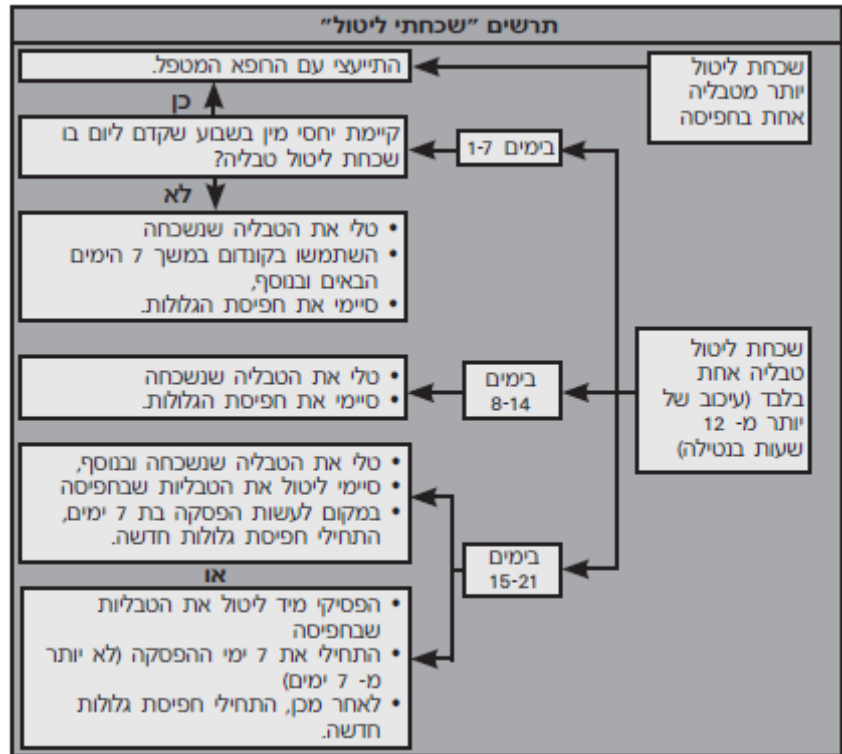 תרשים "שכחתי ליטול"
שכחת ליטול
יותר מטבליה
אחת בחפיסה
התייעצי עם הרופא המטפל.
כן
שכחת ליטול
טבליה אחת
בלבד (עיכוב של
יותר מ- 12
שעות בנטילה)
בימים 1-7
קיימת יחסי מין בשבוע שקדם ליום בו
שכחת ליטול טבליה?
לא
• טלי את הטבליה שנשכחה
• השתמשו בקונדום במשך 7 הימים
הבאים ובנוסף,
• סיימי את חפיסת הגלולות.
בימים
8-14
• טלי את הטבליה שנשכחה
• סיימי את חפיסת הגלולות.
בימים
15-21
• טלי את הטבליה שנשכחה ובנוסף,
• סיימי ליטול את הטבליות שבחפיסה
• במקום לעשות הפסקה בת 7 ימים,
התחילי חפיסת גלולות חדשה.
או
• הפסיקי מיד ליטול את הטבליות
שבחפיסה
• התחילי את 7 ימי ההפסקה (לא יותר
מ- 7 ימים)
• לאחר מכן, התחילי חפיסת גלולות
חדשה.